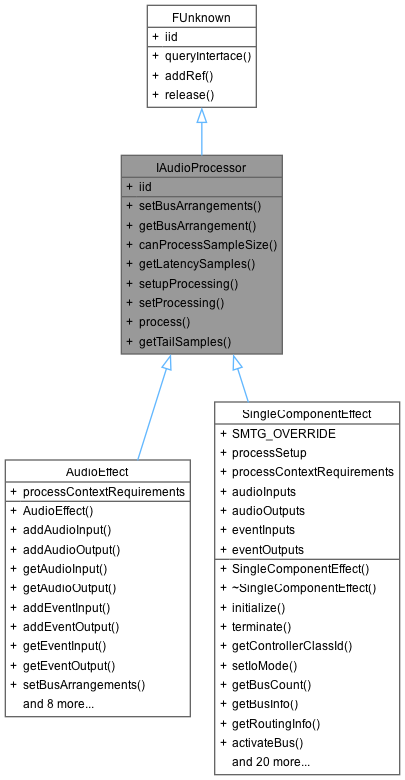 FUnknown
+ iid
+ queryInterface()
+ addRef()
+ release()
IAudioProcessor
+ iid
+ setBusArrangements()
+ getBusArrangement()
+ canProcessSampleSize()
+ getLatencySamples()
+ setupProcessing()
+ setProcessing()
+ process()
+ getTailSamples()
AudioEffect
+ processContextRequirements
+ AudioEffect()
+ addAudioInput()
+ addAudioOutput()
+ getAudioInput()
+ getAudioOutput()
+ addEventInput()
+ addEventOutput()
+ getEventInput()
+ getEventOutput()
+ setBusArrangements()
and 8 more...
SingleComponentEffect
+ SMTG_OVERRIDE
+ processSetup
+ processContextRequirements
+ audioInputs
+ audioOutputs
+ eventInputs
+ eventOutputs
+ SingleComponentEffect()
+ ~SingleComponentEffect()
+ initialize()
+ terminate()
+ getControllerClassId()
+ setIoMode()
+ getBusCount()
+ getBusInfo()
+ getRoutingInfo()
+ activateBus()
and 20 more...